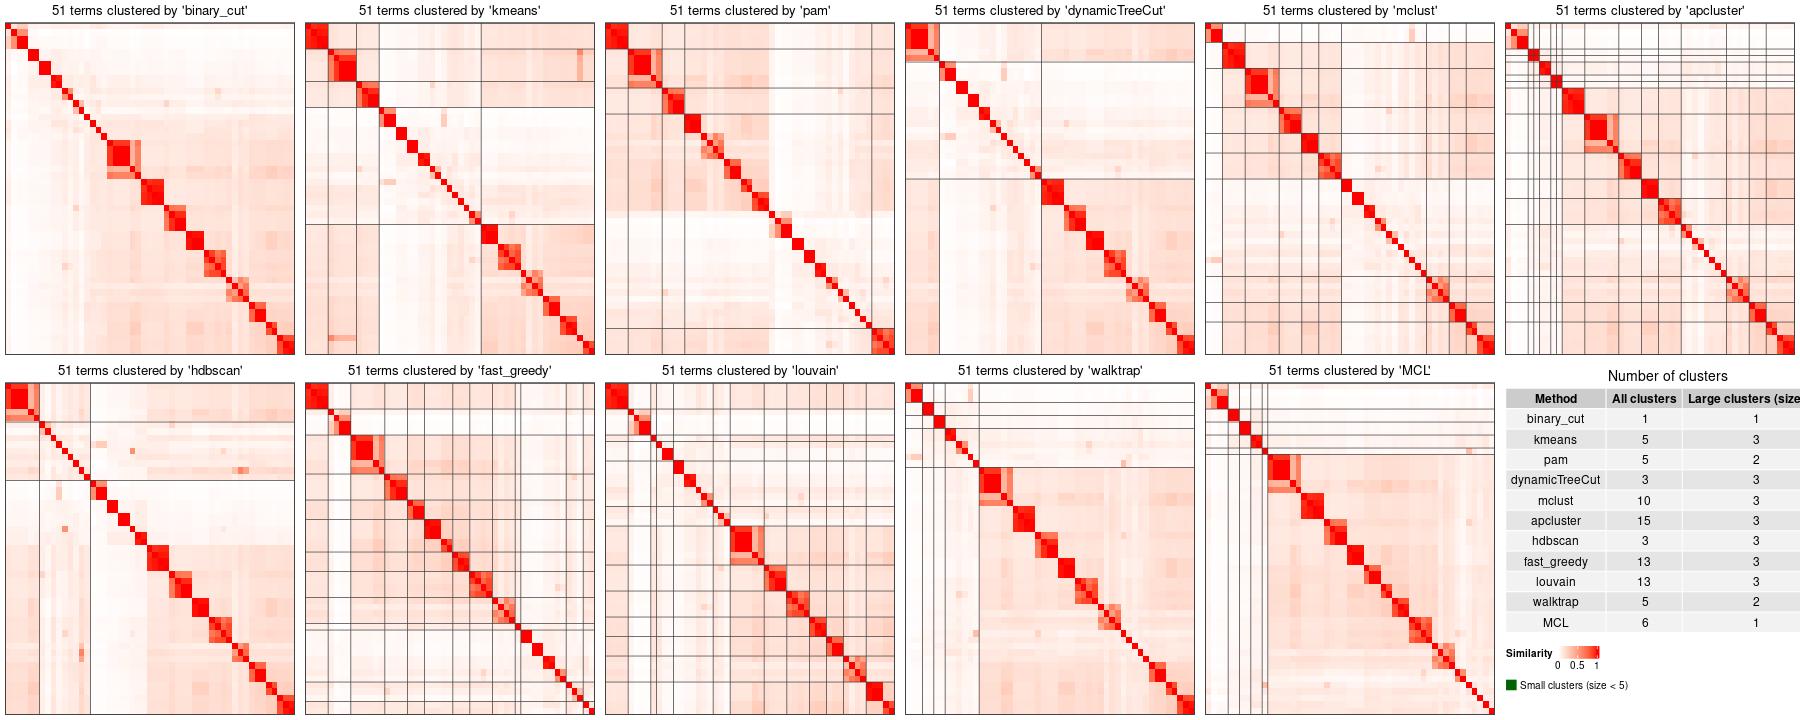 51 terms clustered by 'binary_cut'
51 terms clustered by 'kmeans'
51 terms clustered by 'pam'
51 terms clustered by 'dynamicTreeCut'
51 terms clustered by 'mclust'
51 terms clustered by 'apcluster'
51 terms clustered by 'hdbscan'
51 terms clustered by 'fast_greedy'
51 terms clustered by 'louvain'
51 terms clustered by 'walktrap'
51 terms clustered by 'MCL'
Number of clusters
Method All clusters Large clusters (size
binary_cut 1 1
kmeans 5 3
pam 5 2
dynamicTreeCut 3 3
mclust 10 3
apcluster 15 3
hdbscan 3 3
fast_greedy 13 3
louvain 13 3
walktrap 5 2
MCL 6 1
Similarity
0 0.5 1
Small clusters (size < 5)